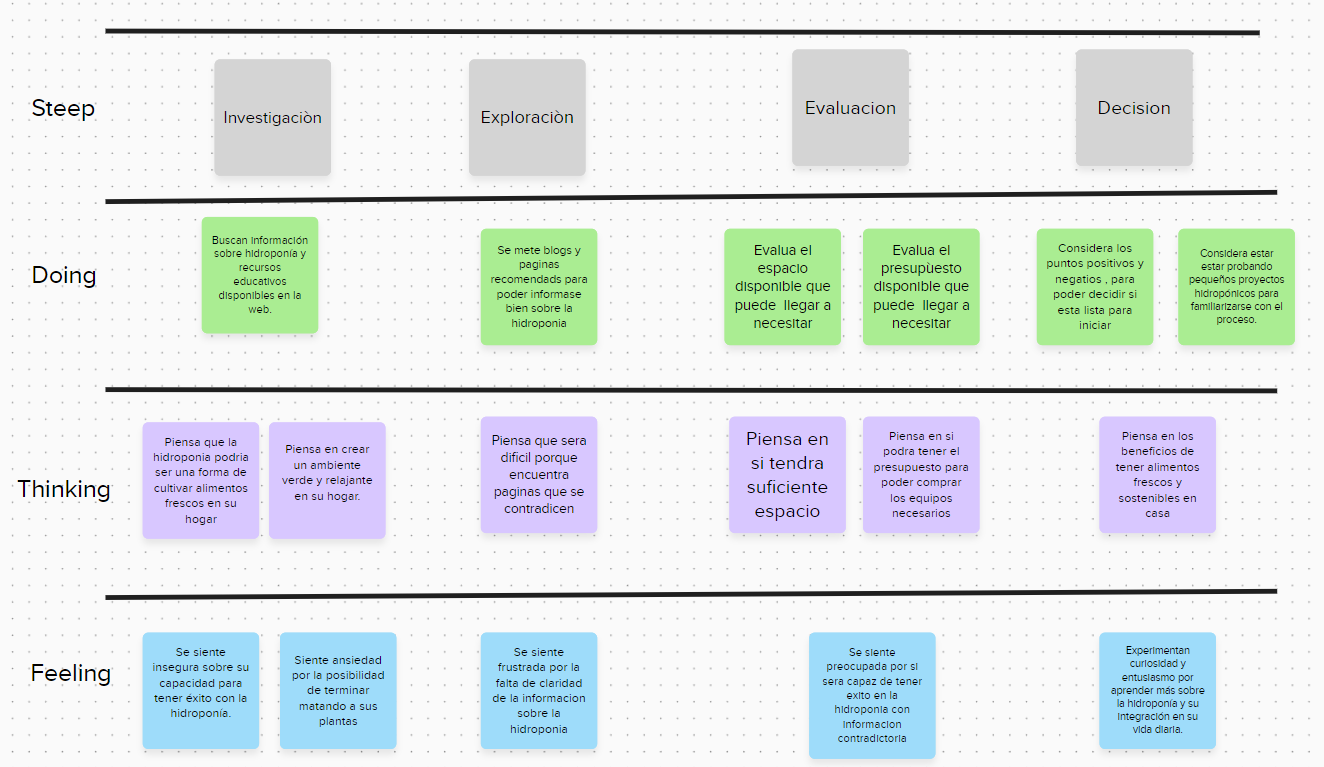 Steep
Investigaciòn
Exploraciòn
Evaluacion
Decision
Doing
Buscan información
sobre hidroponía y
recursos
educativos
disponibles en la
web.
Se mete blogs y
paginas
recomendads para
poder informase
bien sobre la
hidroponia
Evalua el
espacio
disponible que
puede llegar a
necesitar
Evalua el
presupùesto
disponible que
puede llegar a
necesitar
Considera los
puntos positivos y
negatios , para
poder decidir si
esta lista para
iniciar
Considera estar
estar probando
pequeños proyectos
hidropónicos para
familiarizarse con el
proceso.
Thinking
Piensa que la
hidroponia podria
ser una forma de
cultivar alimentos
frescos en su
hogar
Piensa en crear
un ambiente
verde y relajante
en su hogar.
Piensa que sera
dificil porque
encuentra
paginas que se
contradicen
Piensa en
si tendra
suficiente
espacio
Piensa en si
podra tener el
presupuesto para
poder comprar
los equipos
necesarios
Piensa en los
beneficios de
tener alimentos
frescos y
sostenibles en
casa
Feeling
Se siente
insegura sobre su
capacidad para
tener éxito con la
hidroponía.
Siente ansiedad
por la posibilidad
de terminar
matando a sus
plantas
Se siente
frustrada por la
falta de claridad
de la informacion
sobre la
hidroponia
Se siente
preocupada por si
sera capaz de tener
exito en la
hidroponia con
informacion
contradictoria
Experimentan
curiosidad y
entusiasmo por
aprender más sobre
la hidroponía y su
integración en su
vida diaria.